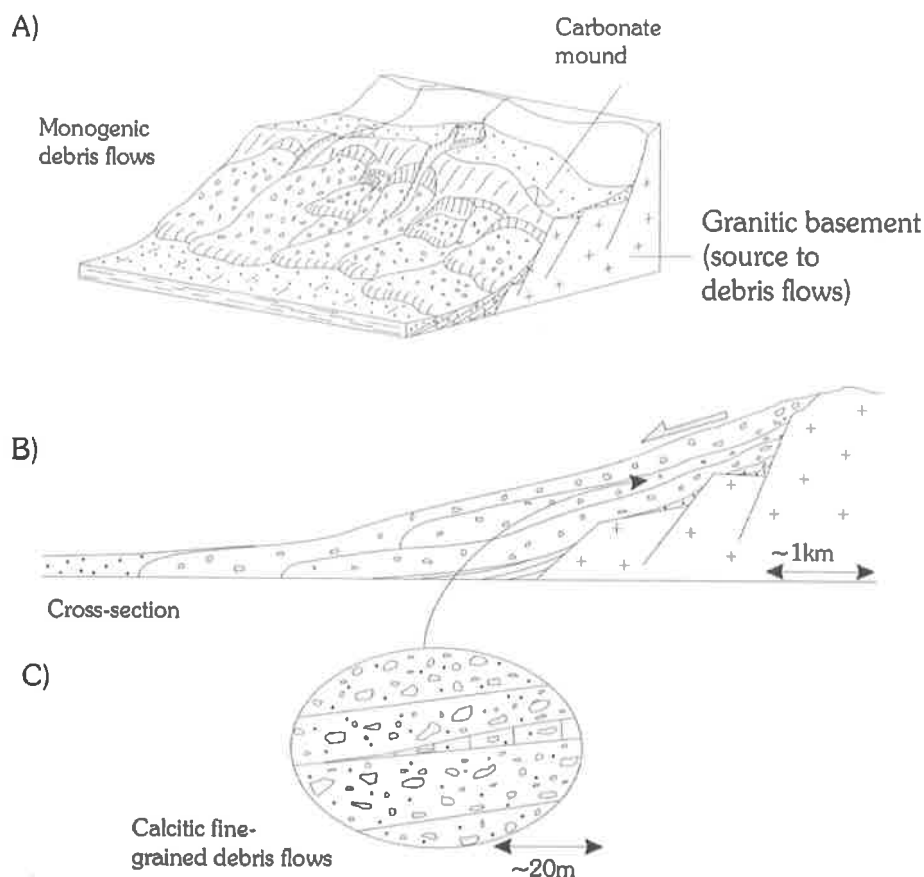 A)
Carbonate
mound
Monogenic
debris flows
Granitic basement
(source to
debris flows)
B)
~1km
Cross-section
C)
Calcitic fine-
grained debris flows
~20m